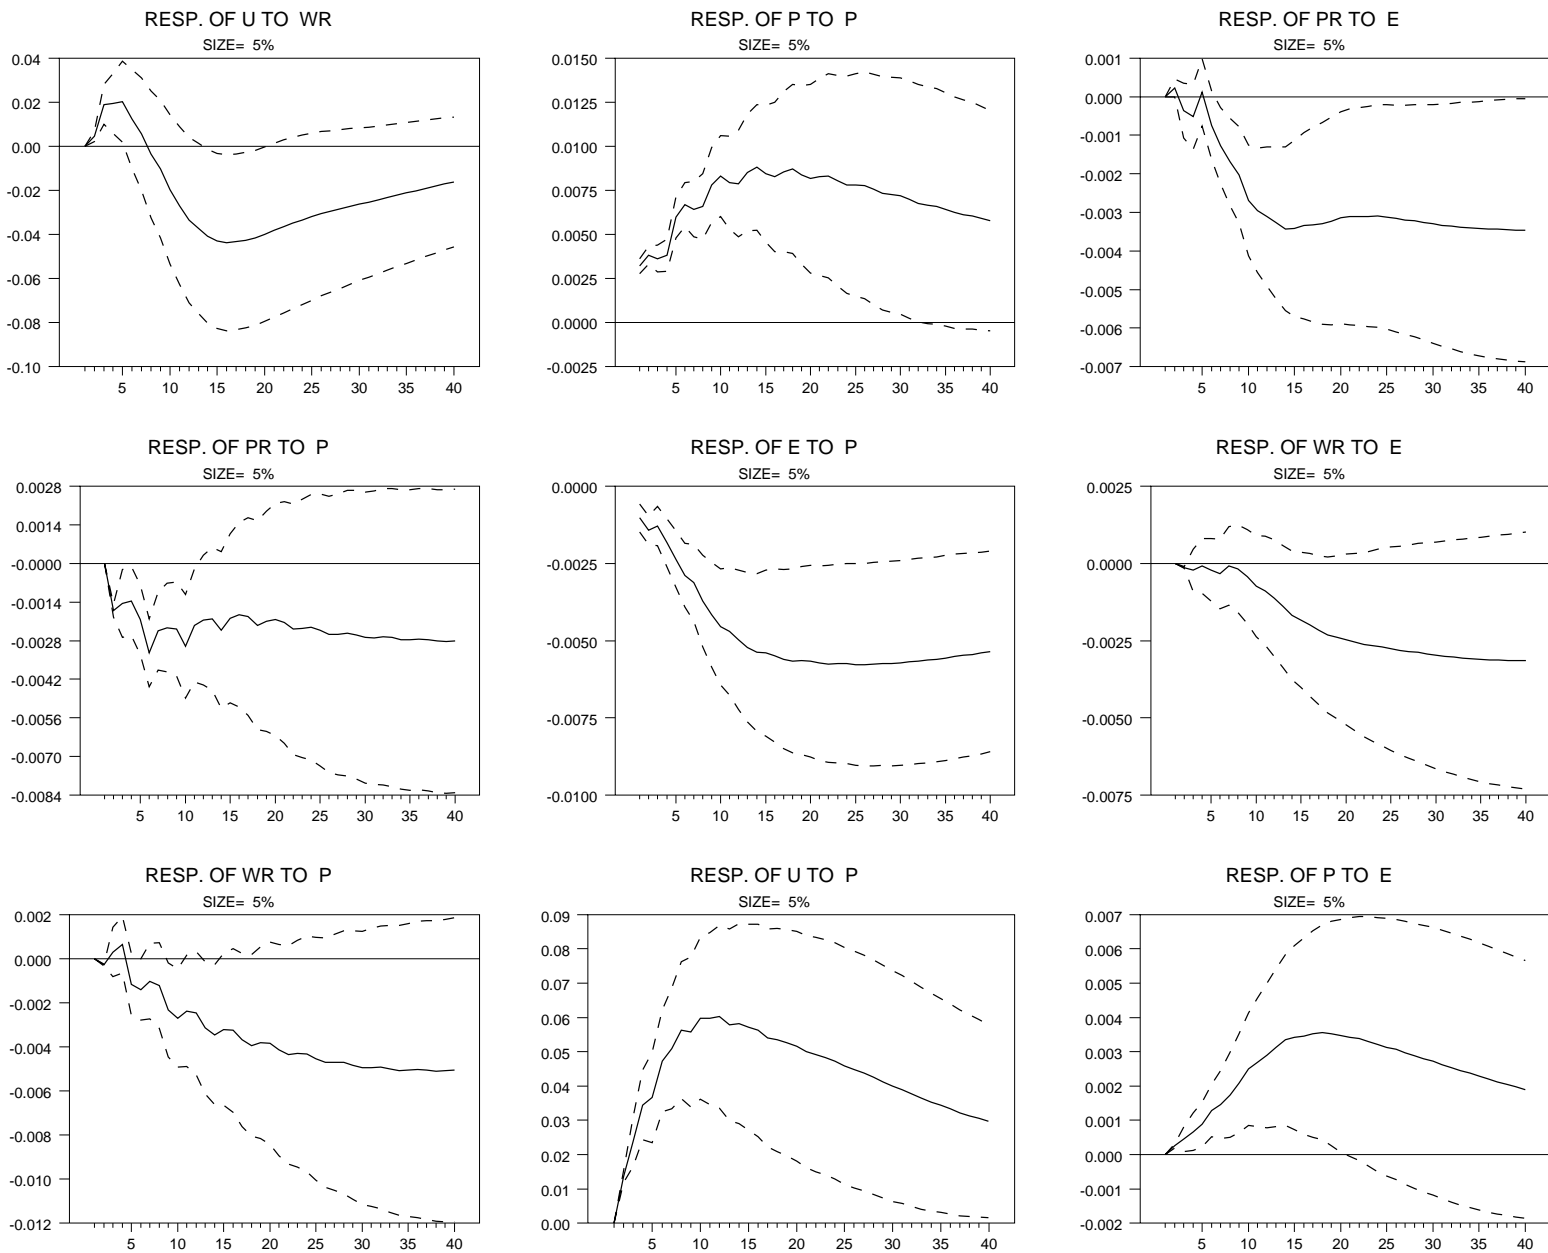 RESP. OF U TO WR
SIZE= 5%
0.04
0.02
0.00
-0.02
-0.04
-0.06
-0.08
-0.10
5 10 15 20 25 30 35 40
RESP. OF P TO P
SIZE= 5%
0.0150
0.0125
0.0100
0.0075
0.0050
0.0025
0.0000
-0.0025
5 10 15 20 25 30 35 40
RESP. OF PR TO E
SIZE= 5%
0.001
0.000
-0.001
-0.002
-0.003
-0.004
-0.005
-0.006
-0.007
5 10 15 20 25 30 35 40
RESP. OF PR TO P
SIZE= 5%
0.0028
0.0014
-0.0000
-0.0014
-0.0028
-0.0042
-0.0056
-0.0070
-0.0084
5 10 15 20 25 30 35 40
RESP. OF E TO P
SIZE= 5%
0.0000
-0.0025
-0.0050
-0.0075
-0.0100
5 10 15 20 25 30 35 40
RESP. OF WR TO E
SIZE= 5%
0.0025
0.0000
-0.0025
-0.0050
-0.0075
5 10 15 20 25 30 35 40
RESP. OF WR TO P
SIZE= 5%
0.002
0.000
-0.002
-0.004
-0.006
-0.008
-0.010
-0.012
5 10 15 20 25 30 35 40
RESP. OF U TO P
SIZE= 5%
0.09
0.08
0.07
0.06
0.05
0.04
0.03
0.02
0.01
0.00
5 10 15 20 25 30 35 40
RESP. OF P TO E
SIZE= 5%
0.007
0.006
0.005
0.004
0.003
0.002
0.001
0.000
-0.001
-0.002
5 10 15 20 25 30 35 40